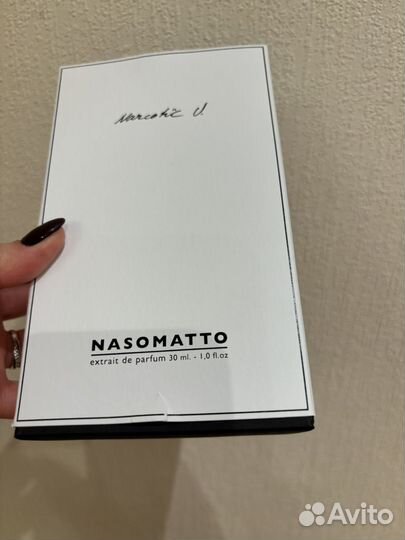 Narcotic V.
NASOMATTO
extrait de parfum 30 ml. - 1,0 fl.oz
Avito